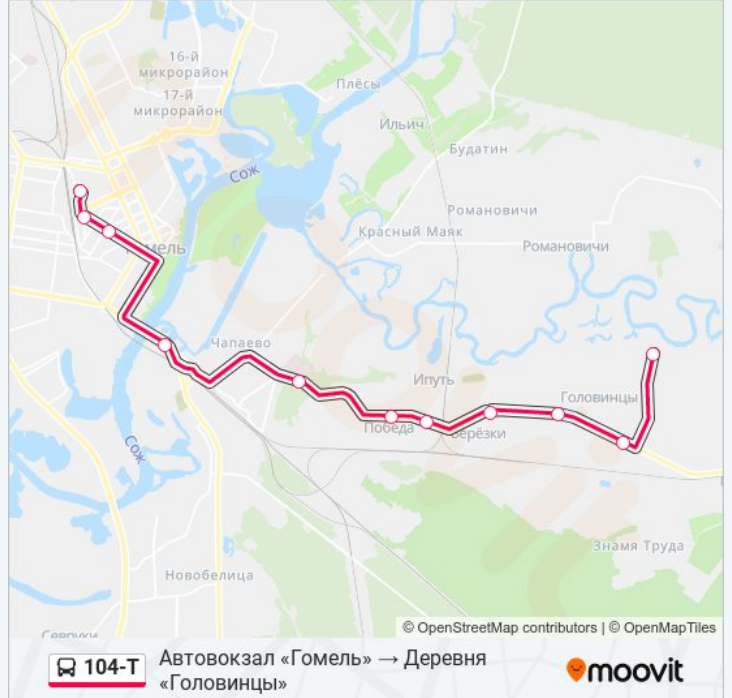 16-й
микрорайон
17-й
микрорайон
Плёсы
Ильич
Будатин
Сож
Романовичи
Красный Маяк
Романовичи
мель
Чапаево
Ипуть
Головинцы
Победа
Берёзки
Сож
Знамя Труда
Новобелица
Севруки
© OpenStreetMap contributors | © OpenMapTiles
104-Т Автовокзал «Гомель» → Деревня
«Головинцы»
moovit